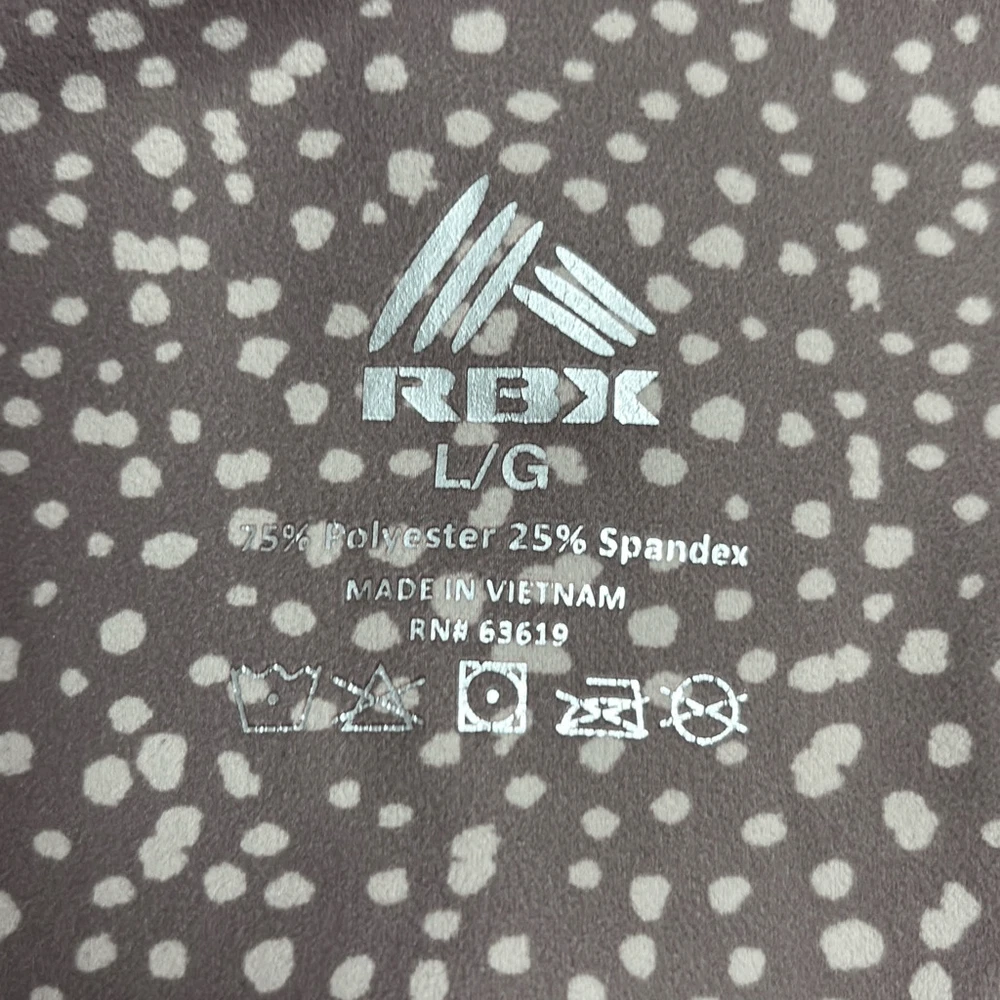 RBX
L/G
75% Polyester 25% Spandex
MADE IN VIETNAM
RN# 63619